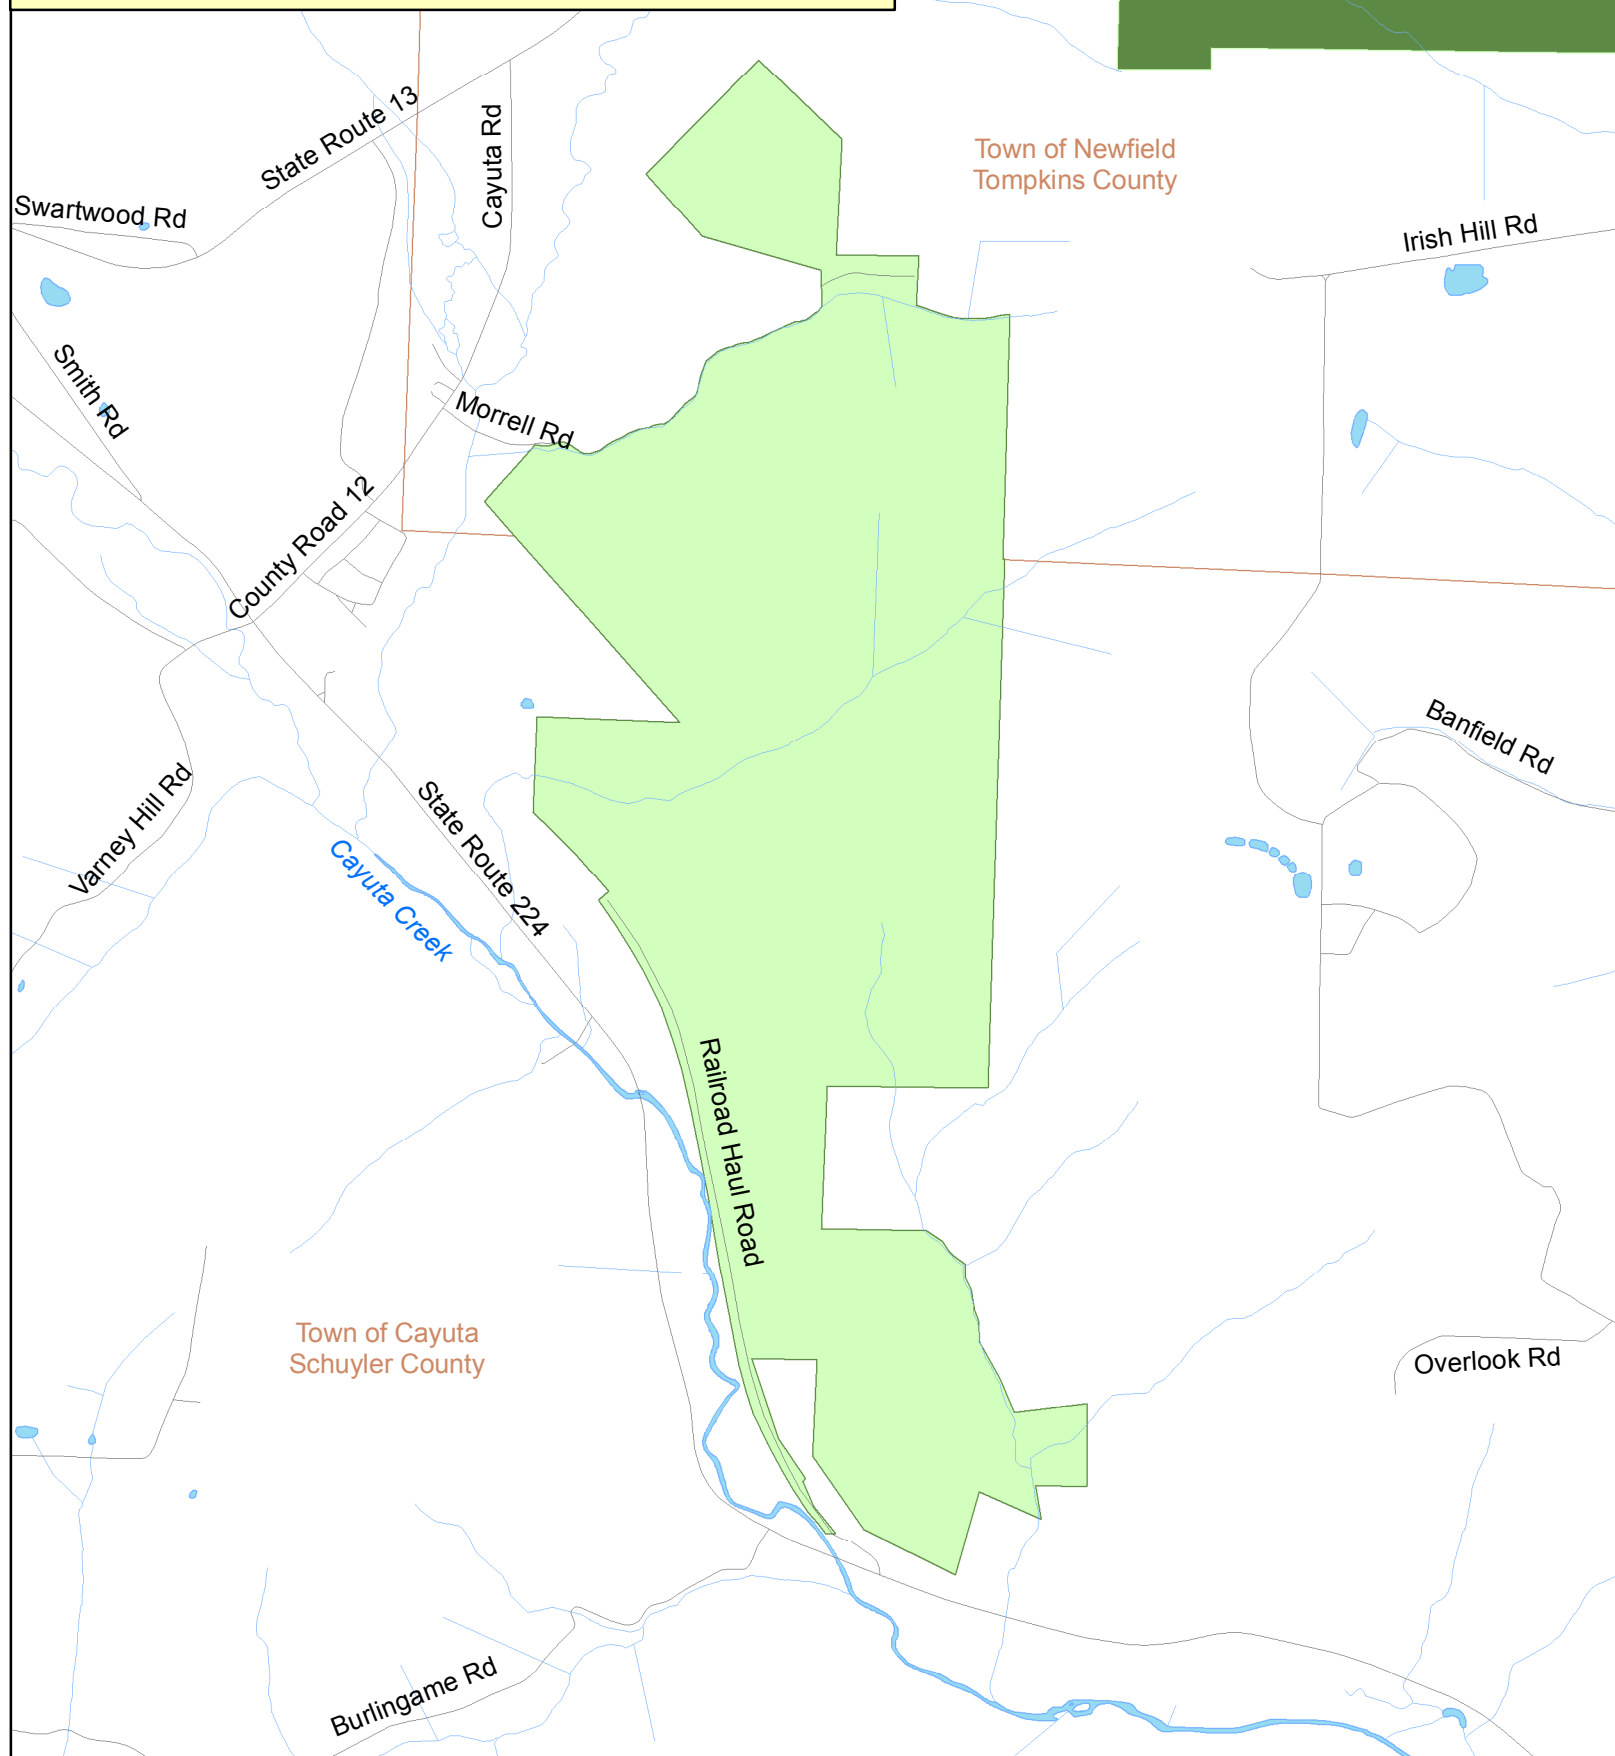 State Route 13
Cayuta Rd
Town of Newfield
Tompkins County
Swartwood Rd
Irish Hill Rd
Smith Rd
Morrell Rd
County Road 12
Banfield Rd
Varney Hill Rd
State Route 224
Cayuta Creek
Railroad Haul Road
Town of Cayuta
Schuyler County
Overlook Rd
Burlingame Rd